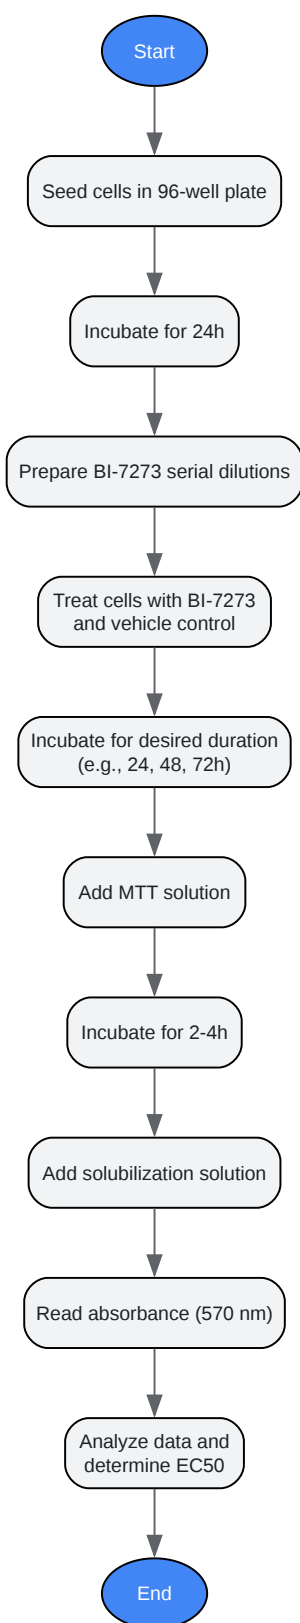 Start
Seed cells in 96-well plate
Incubate for 24h
Prepare BI-7273 serial dilutions
Treat cells with BI-7273
and vehicle control
Incubate for desired duration
(e.g., 24, 48, 72h)
Add MTT solution
Incubate for 2-4h
Add solubilization solution
Read absorbance (570 nm)
Analyze data and
determine EC50
End